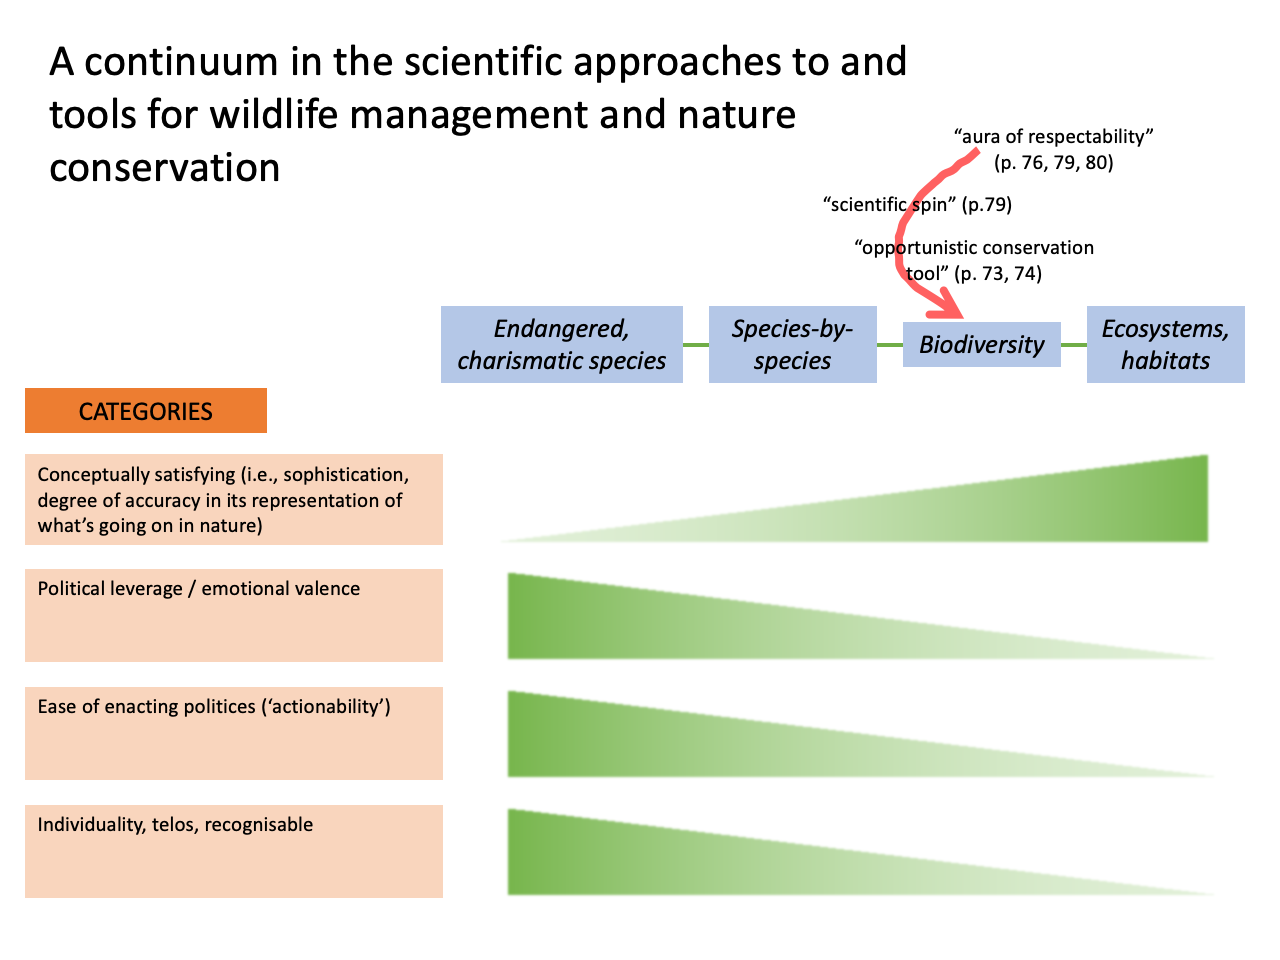 A continuum in the scientific approaches to and
tools for wildlife management and nature
conservation
“aura of respectability”
(p. 76, 79, 80)
“scientific spin” (p.79)
“opportunistic conservation
tool” (p. 73, 74)
Endangered,
charismatic species
Species-by-
species
Biodiversity
Ecosystems,
habitats
CATEGORIES
Conceptually satisfying (i.e., sophistication,
degree of accuracy in its representation of
what’s going on in nature)
Political leverage / emotional valence
Ease of enacting politices (‘actionability’)
Individuality, telos, recognisable